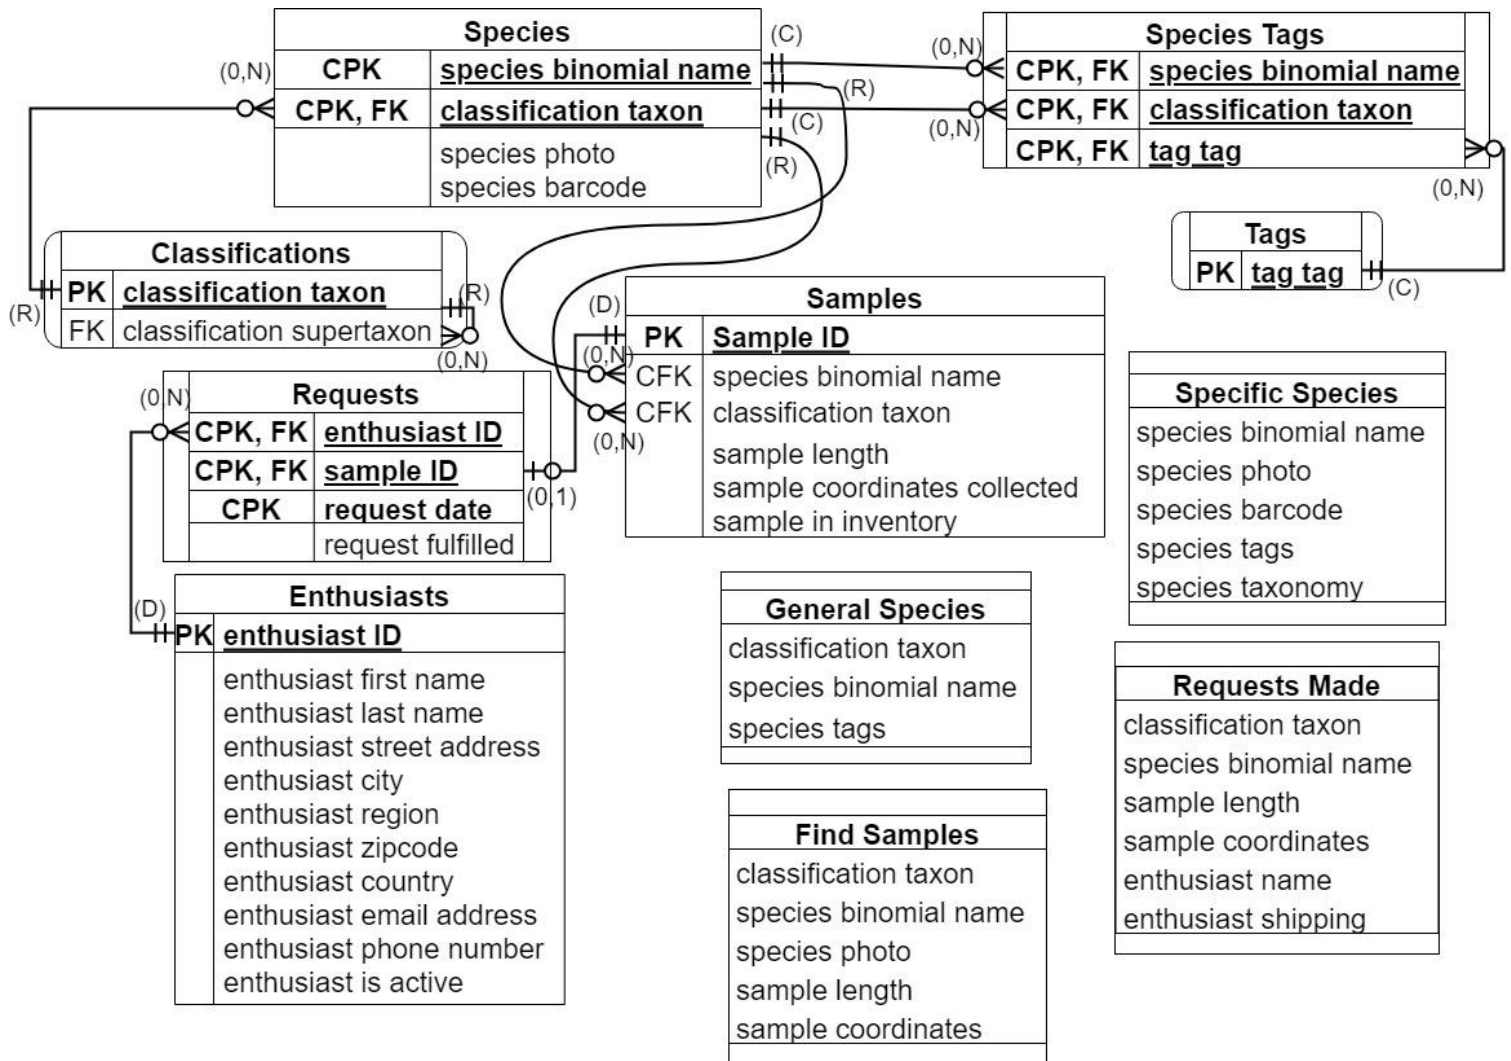 Species
CPK species binomial name
CPK, FK classification taxon
species photo
species barcode
(0,N)
(C)
(R)
(C)
(R)
(0,N)
(0,N)
Species Tags
CPK, FK species binomial name
CPK, FK classification taxon
CPK, FK tag tag
(0,N)
Tags
PK tag tag
(C)
Classifications
PK classification taxon
FK classification supertaxon
(R)
(R)
(0,N)
Samples
PK Sample ID
CFK species binomial name
CFK classification taxon
sample length
sample coordinates collected
sample in inventory
(D)
(0,N)
(0,N)
Requests
CPK, FK enthusiast ID
CPK, FK sample ID
CPK request date
request fulfilled
(0,N)
(0,1)
Enthusiasts
PK enthusiast ID
enthusiast first name
enthusiast last name
enthusiast street address
enthusiast city
enthusiast region
enthusiast zipcode
enthusiast country
enthusiast email address
enthusiast phone number
enthusiast is active
(D)
Specific Species
species binomial name
species photo
species barcode
species tags
species taxonomy
General Species
classification taxon
species binomial name
species tags
Requests Made
classification taxon
species binomial name
sample length
sample coordinates
enthusiast name
enthusiast shipping
Find Samples
classification taxon
species binomial name
species photo
sample length
sample coordinates